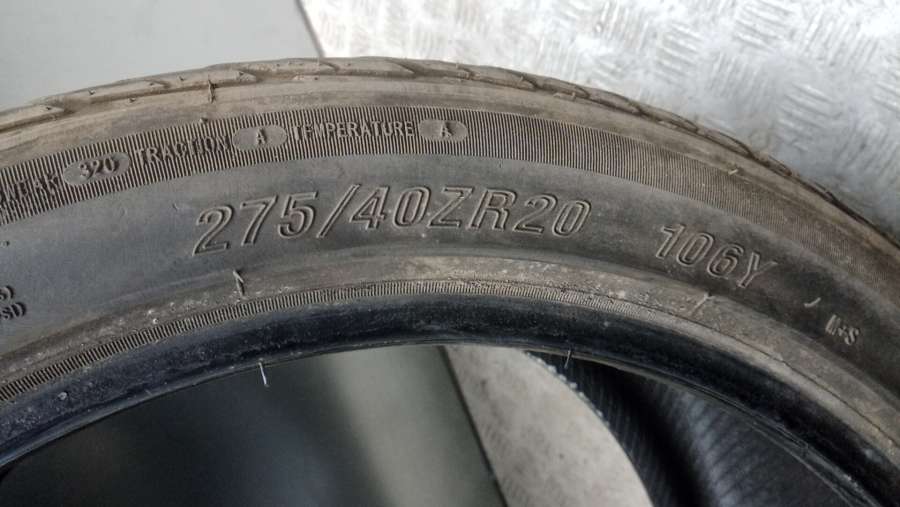 320 TRACTION A TEMPERATURE A
275/40ZR20 106Y
M+S